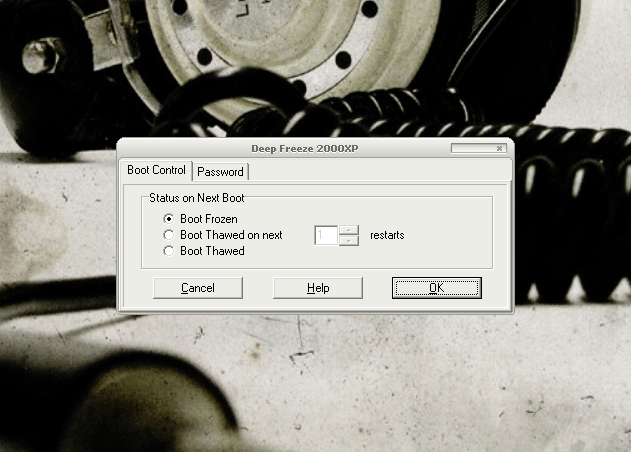 Deep Freeze 2000XP
Boot Control
Password
Status on Next Boot
Boot Frozen
Boot Thawed on next 1 restarts
Boot Thawed
Cancel
Help
OK